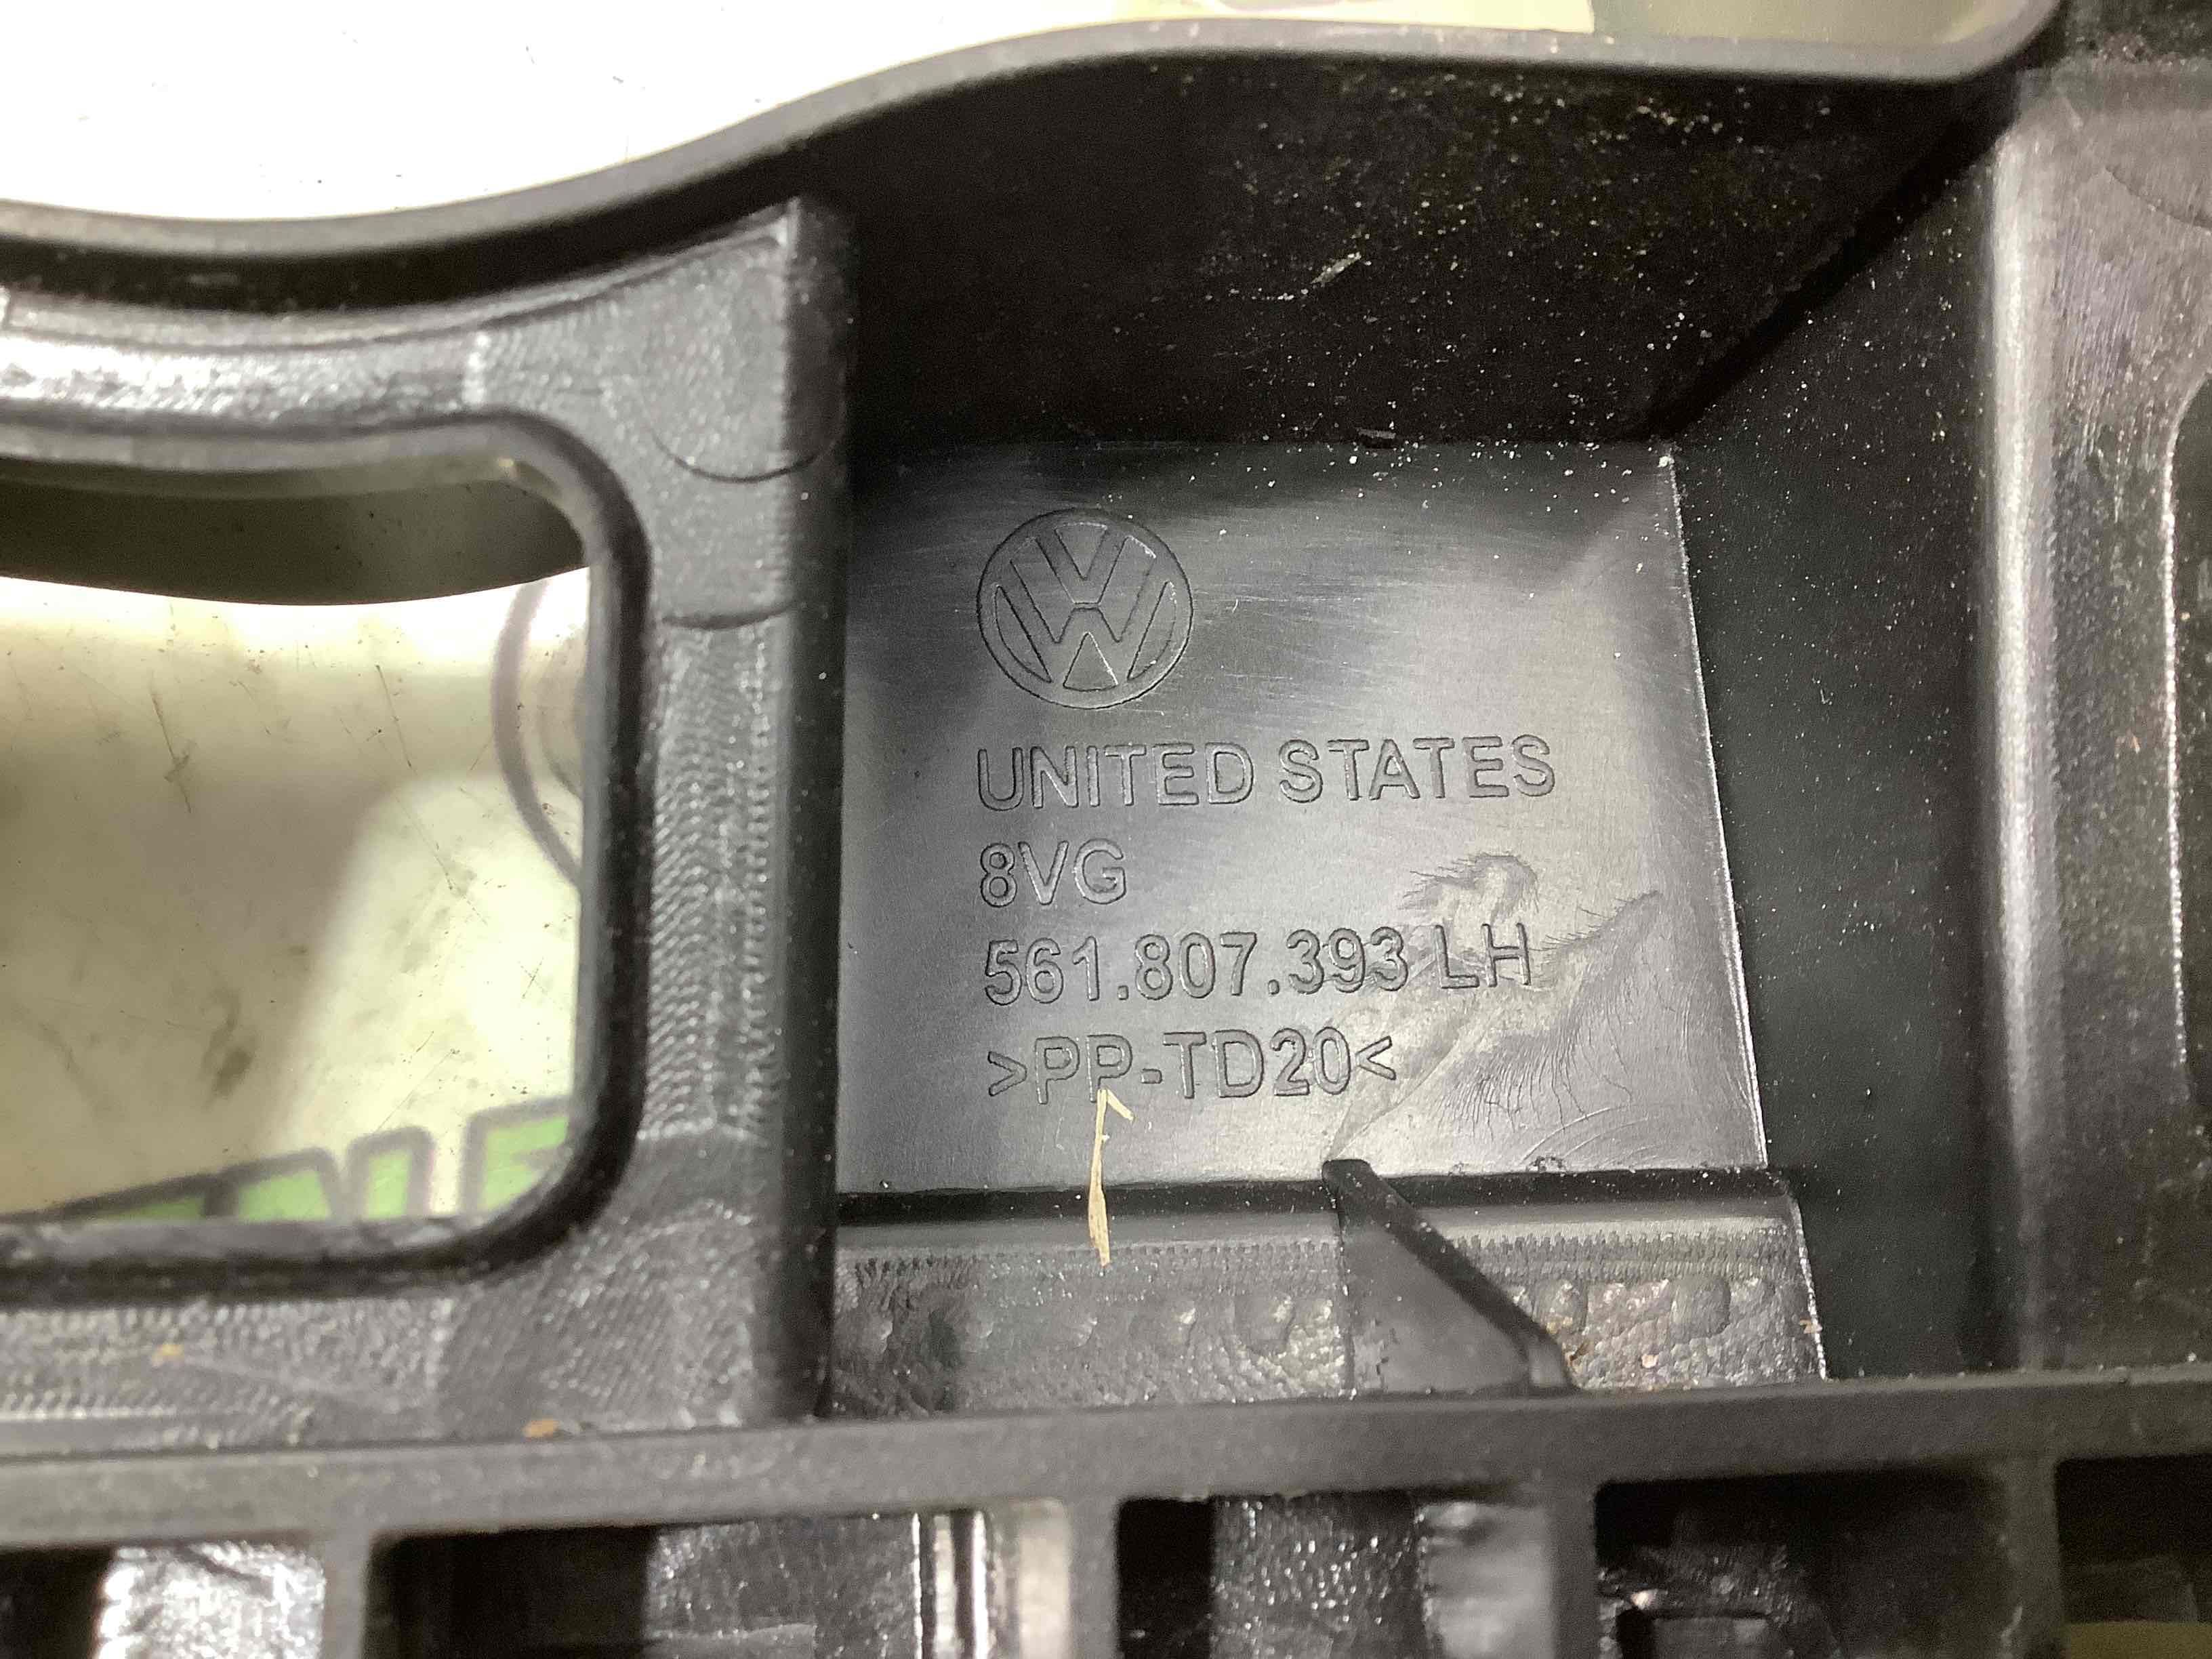 UNITED STATES
8VG
561.807.393 LH
>PP-TD20<